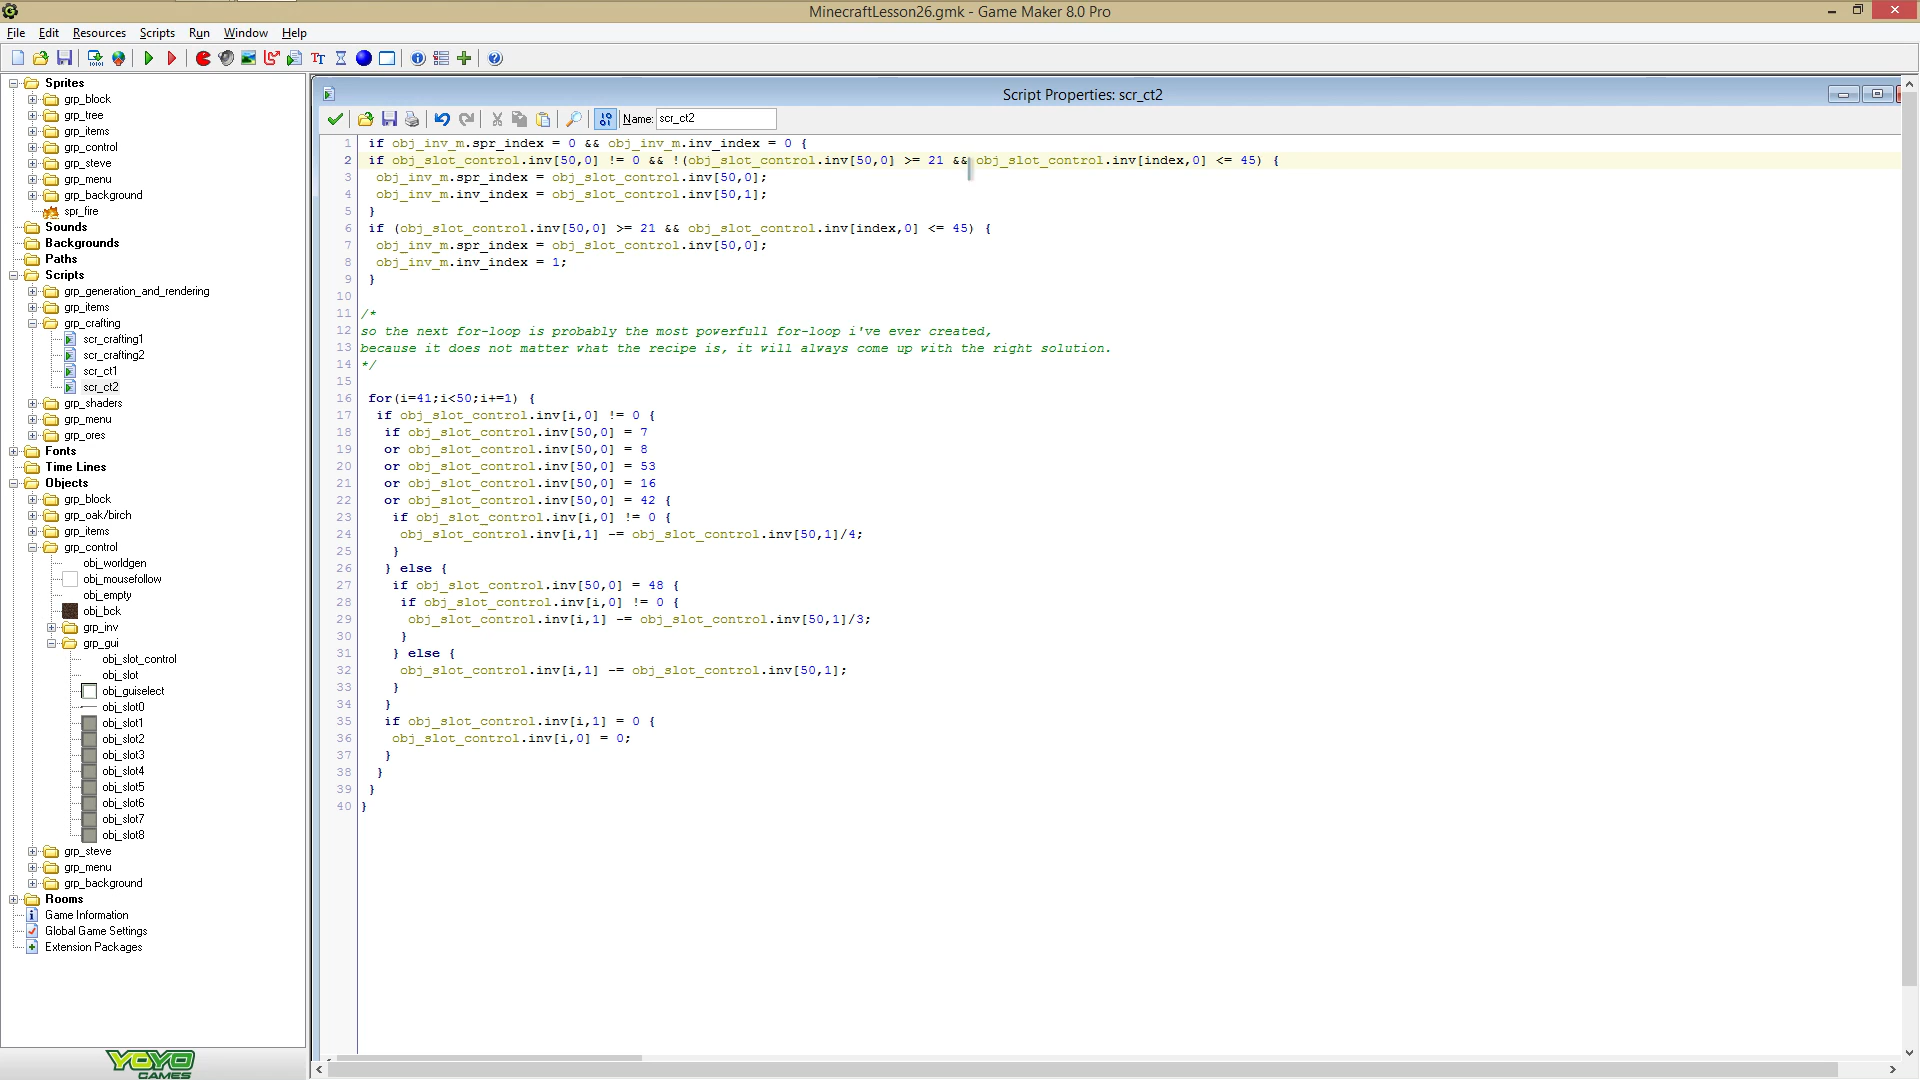 MinecraftLesson26.gmk - Game Maker 8.0 Pro
File Edit Resources Scripts Run Window Help
Sprites
grp_block
grp_tree
grp_items
grp_control
grp_steve
grp_menu
grp_background
spr_fire
Sounds
Backgrounds
Paths
Scripts
grp_generation_and_rendering
grp_items
grp_crafting
scr_crafting1
scr_crafting2
scr_ct1
scr_ct2
grp_shaders
grp_menu
grp_ores
Fonts
Time Lines
Objects
grp_block
grp_oak/birch
grp_items
grp_control
obj_worldgen
obj_mousefollow
obj_empty
obj_bck
grp_inv
grp_gui
obj_slot_control
obj_slot
obj_guiselect
obj_slot0
obj_slot1
obj_slot2
obj_slot3
obj_slot4
obj_slot5
obj_slot6
obj_slot7
obj_slot8
grp_steve
grp_menu
grp_background
Rooms
Game Information
Global Game Settings
Extension Packages
YOYO
GAMES
Script Properties: scr_ct2
Name: scr_ct2
1 if obj_inv_m.spr_index = 0 && obj_inv_m.inv_index = 0 {
2 if obj_slot_control.inv[50,0] != 0 && !(obj_slot_control.inv[50,0] >= 21 && obj_slot_control.inv[index,0] <= 45) {
3 obj_inv_m.spr_index = obj_slot_control.inv[50,0];
4 obj_inv_m.inv_index = obj_slot_control.inv[50,1];
5 }
6 if (obj_slot_control.inv[50,0] >= 21 && obj_slot_control.inv[index,0] <= 45) {
7 obj_inv_m.spr_index = obj_slot_control.inv[50,0];
8 obj_inv_m.inv_index = 1;
9 }
10
11 /*
12 so the next for-loop is probably the most powerfull for-loop i've ever created,
13 because it does not matter what the recipe is, it will always come up with the right solution.
14 */
15
16 for(i=41;i<50;i+=1) {
17 if obj_slot_control.inv[i,0] != 0 {
18 if obj_slot_control.inv[50,0] = 7
19 or obj_slot_control.inv[50,0] = 8
20 or obj_slot_control.inv[50,0] = 53
21 or obj_slot_control.inv[50,0] = 16
22 or obj_slot_control.inv[50,0] = 42 {
23 if obj_slot_control.inv[i,0] != 0 {
24 obj_slot_control.inv[i,1] -= obj_slot_control.inv[50,1]/4;
25 }
26 } else {
27 if obj_slot_control.inv[50,0] = 48 {
28 if obj_slot_control.inv[i,0] != 0 {
29 obj_slot_control.inv[i,1] -= obj_slot_control.inv[50,1]/3;
30 }
31 } else {
32 obj_slot_control.inv[i,1] -= obj_slot_control.inv[50,1];
33 }
34 }
35 if obj_slot_control.inv[i,1] = 0 {
36 obj_slot_control.inv[i,0] = 0;
37 }
38 }
39 }
40 }